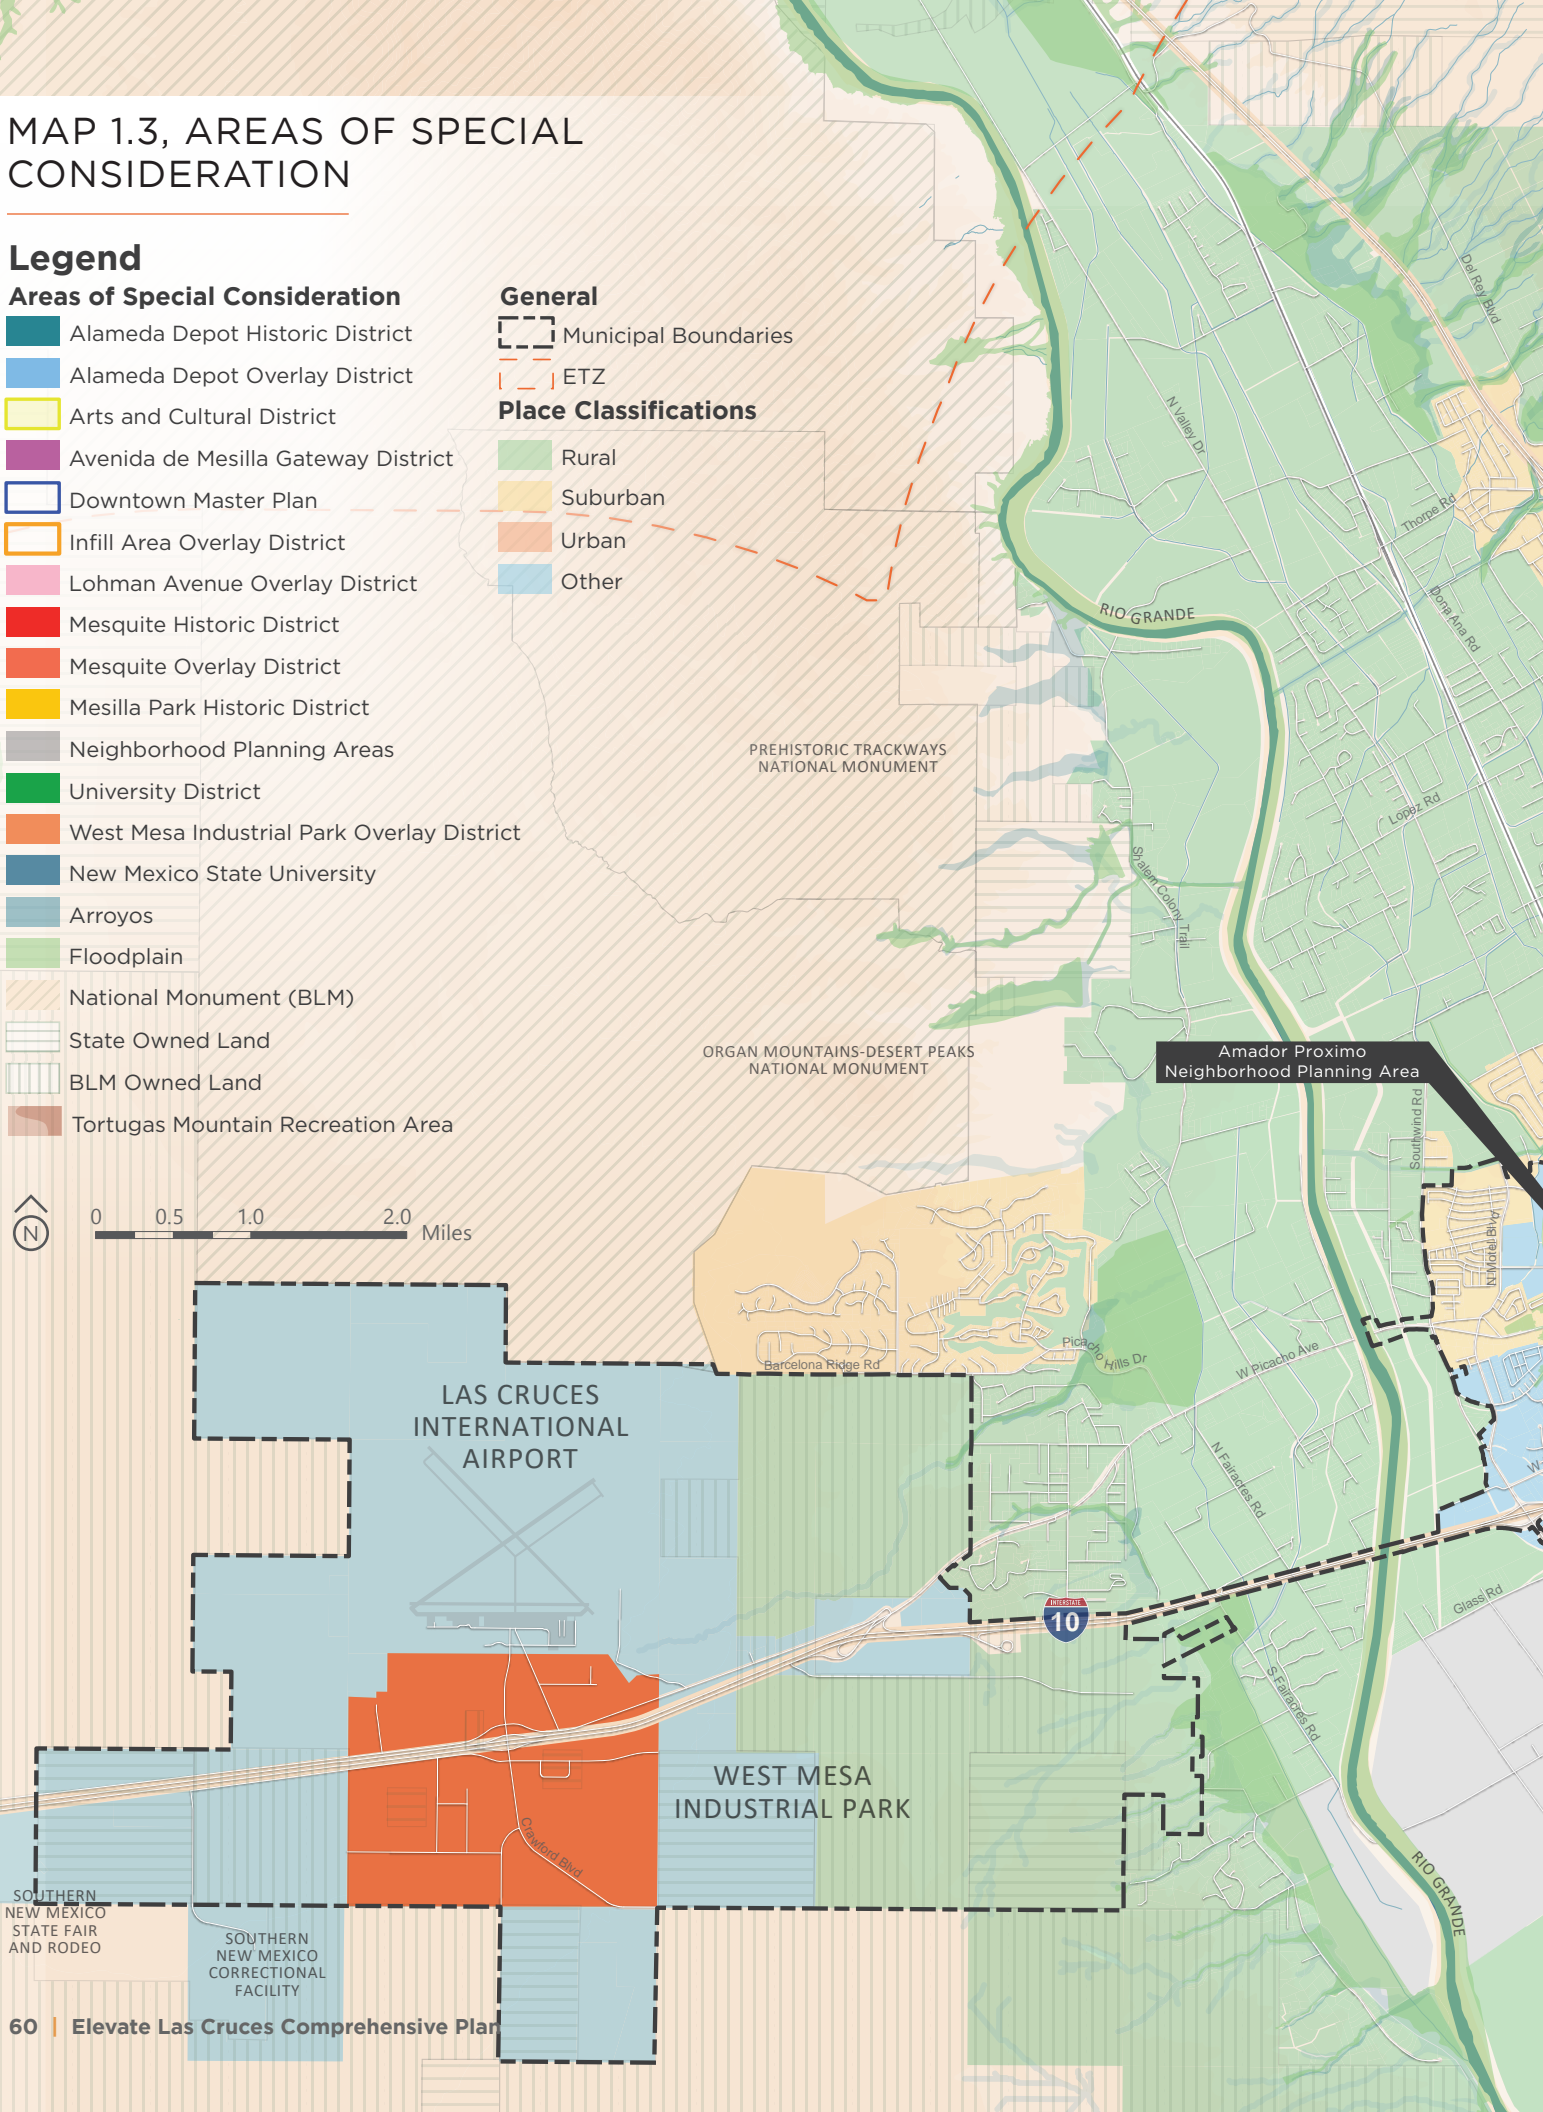 MAP 1.3, AREAS OF SPECIAL
CONSIDERATION
Legend
Areas of Special Consideration
Alameda Depot Historic District
Alameda Depot Overlay District
Arts and Cultural District
Avenida de Mesilla Gateway District
Downtown Master Plan
Infill Area Overlay District
Lohman Avenue Overlay District
Mesquite Historic District
Mesquite Overlay District
Mesilla Park Historic District
Neighborhood Planning Areas
University District
West Mesa Industrial Park Overlay District
New Mexico State University
Arroyos
Floodplain
National Monument (BLM)
State Owned Land
BLM Owned Land
Tortugas Mountain Recreation Area
General
Municipal Boundaries
ETZ
Place Classifications
Rural
Suburban
Urban
Other
N
0 0.5 1.0 2.0
Miles
Del Rey Blvd
N Valley Dr
Thorpe Rd
Dona Ana Rd
RIO GRANDE
PREHISTORIC TRACKWAYS
NATIONAL MONUMENT
Lopez Rd
Shalem Colony Trail
ORGAN MOUNTAINS-DESERT PEAKS
NATIONAL MONUMENT
Amador Proximo
Neighborhood Planning Area
Southwind Rd
N Motel Blvd
Picacho Hills Dr
Barcelona Ridge Rd
W Picacho Ave
LAS CRUCES
INTERNATIONAL
AIRPORT
N Fairacres Rd
W
INTERSTATE
10
Glass Rd
S Fairacres Rd
WEST MESA
INDUSTRIAL PARK
Crawford Blvd
RIO GRANDE
SOUTHERN
NEW MEXICO
STATE FAIR
AND RODEO
SOUTHERN
NEW MEXICO
CORRECTIONAL
FACILITY
60 | Elevate Las Cruces Comprehensive Plan